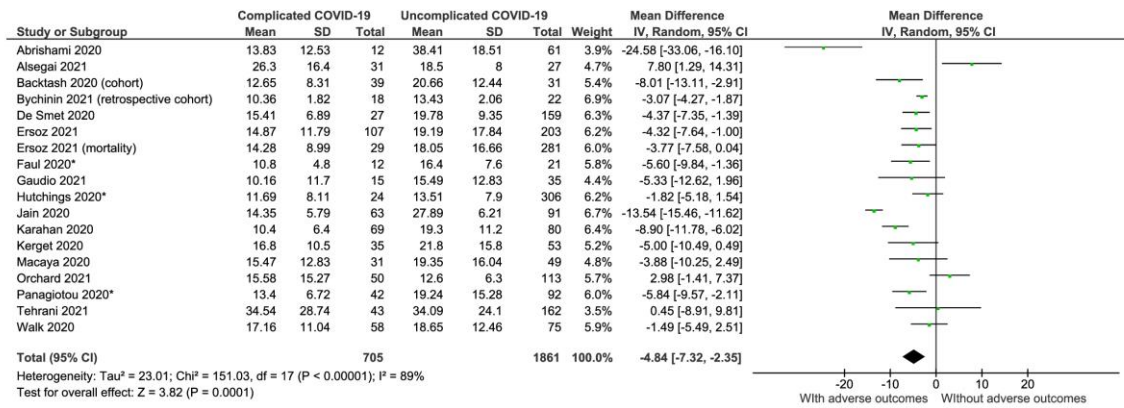 Complicated COVID-19 Uncomplicated COVID-19 Mean Difference Mean Difference
Study or Subgroup Mean SD Total Mean SD Total Weight IV, Random, 95% CI IV, Random, 95% CI
Abrishami 2020 13.83 12.53 12 38.41 18.51 61 3.9% -24.58 [-33.06, -16.10]
Alsegai 2021 26.3 16.4 31 18.5 8 27 4.7% 7.80 [1.29, 14.31]
Backtash 2020 (cohort) 12.65 8.31 39 20.66 12.44 31 5.4% -8.01 [-13.11, -2.91]
Bychinin 2021 (retrospective cohort) 10.36 1.82 18 13.43 2.06 22 6.9% -3.07 [-4.27, -1.87]
De Smet 2020 15.41 6.89 27 19.78 9.35 159 6.3% -4.37 [-7.35, -1.39]
Ersoz 2021 14.87 11.79 107 19.19 17.84 203 6.2% -4.32 [-7.64, -1.00]
Ersoz 2021 (mortality) 14.28 8.99 29 18.05 16.66 281 6.0% -3.77 [-7.58, 0.04]
Faul 2020* 10.8 4.8 12 16.4 7.6 21 5.8% -5.60 [-9.84, -1.36]
Gaudio 2021 10.16 11.7 15 15.49 12.83 35 4.4% -5.33 [-12.62, 1.96]
Hutchings 2020* 11.69 8.11 24 13.51 7.9 306 6.2% -1.82 [-5.18, 1.54]
Jain 2020 14.35 5.79 63 27.89 6.21 91 6.7% -13.54 [-15.46, -11.62]
Karahan 2020 10.4 6.4 69 19.3 11.2 80 6.4% -8.90 [-11.78, -6.02]
Kerget 2020 16.8 10.5 35 21.8 15.8 53 5.2% -5.00 [-10.49, 0.49]
Macaya 2020 15.47 12.83 31 19.35 16.04 49 4.8% -3.88 [-10.25, 2.49]
Orchard 2021 15.58 15.27 50 12.6 6.3 113 5.7% 2.98 [-1.41, 7.37]
Panagiotou 2020* 13.4 6.72 42 19.24 15.28 92 6.0% -5.84 [-9.57, -2.11]
Tehrani 2021 34.54 28.74 43 34.09 24.1 162 3.5% 0.45 [-8.91, 9.81]
Walk 2020 17.16 11.04 58 18.65 12.46 75 5.9% -1.49 [-5.49, 2.51]
Total (95% CI) 705 1861 100.0% -4.84 [-7.32, -2.35]
Heterogeneity: Tau² = 23.01; Chi² = 151.03, df = 17 (P < 0.00001); I² = 89%
Test for overall effect: Z = 3.82 (P = 0.0001)
-20 -10 0 10 20
WIth adverse outcomes WIthout adverse outcomes